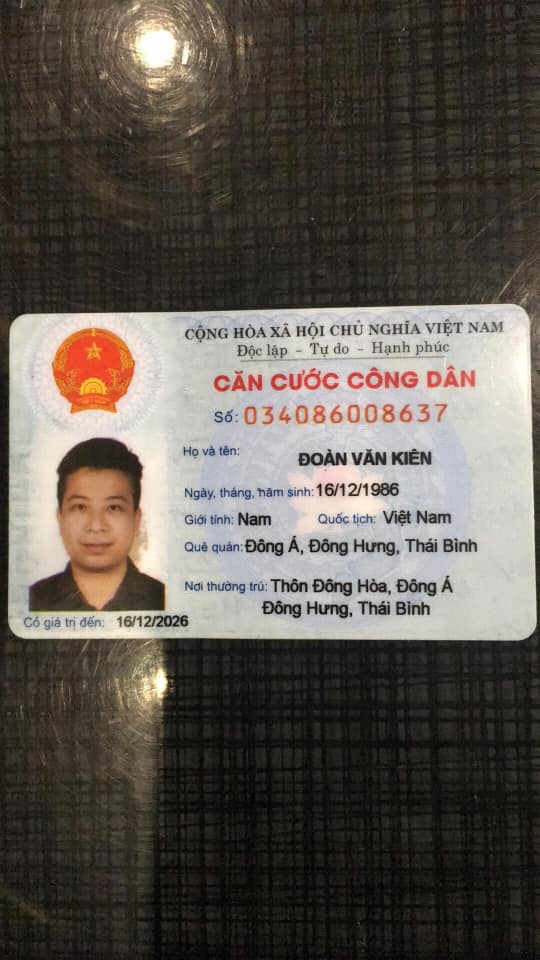 CỘNG HÒA XÃ HỘI CHỦ NGHĨA VIỆT NAM
Độc lập - Tự do - Hạnh phúc
CĂN CƯỚC CÔNG DÂN
Số: 034086008637
Họ và tên: ĐOÀN VĂN KIÊN
Ngày, tháng, năm sinh: 16/12/1986
Giới tính: Nam Quốc tịch: Việt Nam
Quê quán: Đông Á, Đông Hưng, Thái Bình
Nơi thường trú: Thôn Đông Hòa, Đông Á
Đông Hưng, Thái Bình
Có giá trị đến: 16/12/2026